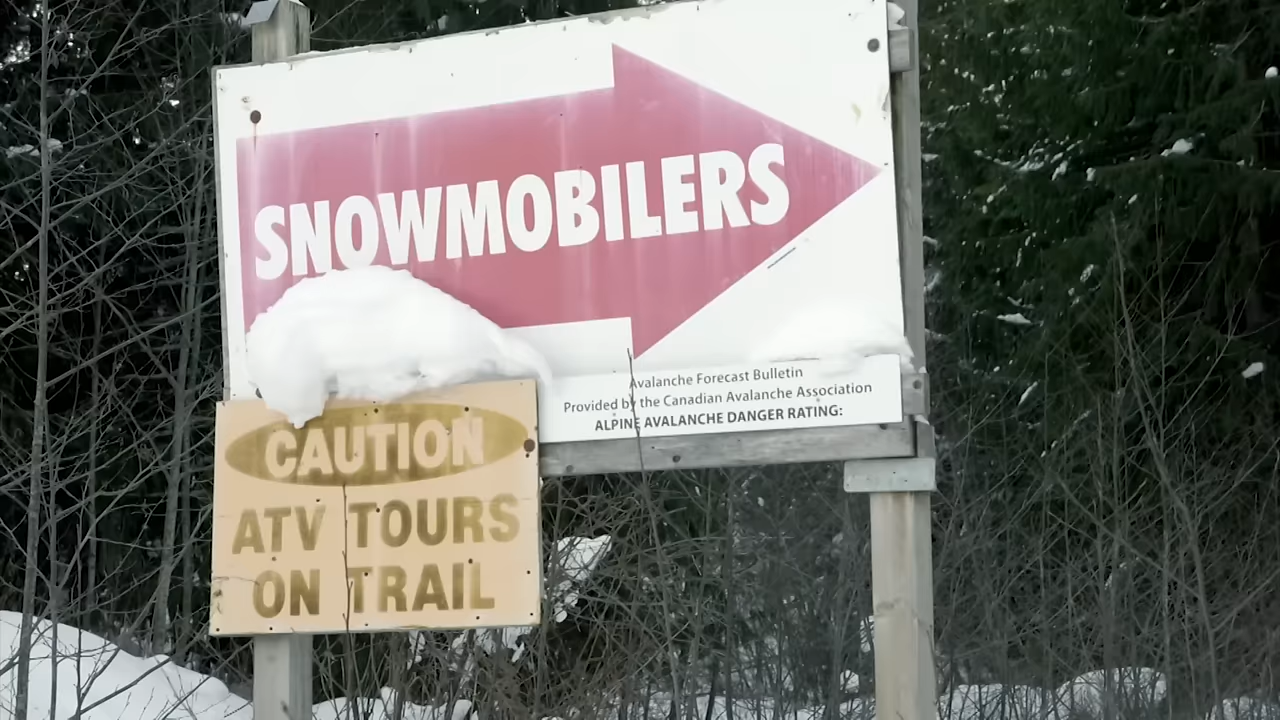 SNOWMOBILERS
Avalanche Forecast Bulletin
Provided by the Canadian Avalanche Association
ALPINE AVALANCHE DANGER RATING:
CAUTION
ATV TOURS
ON TRAIL